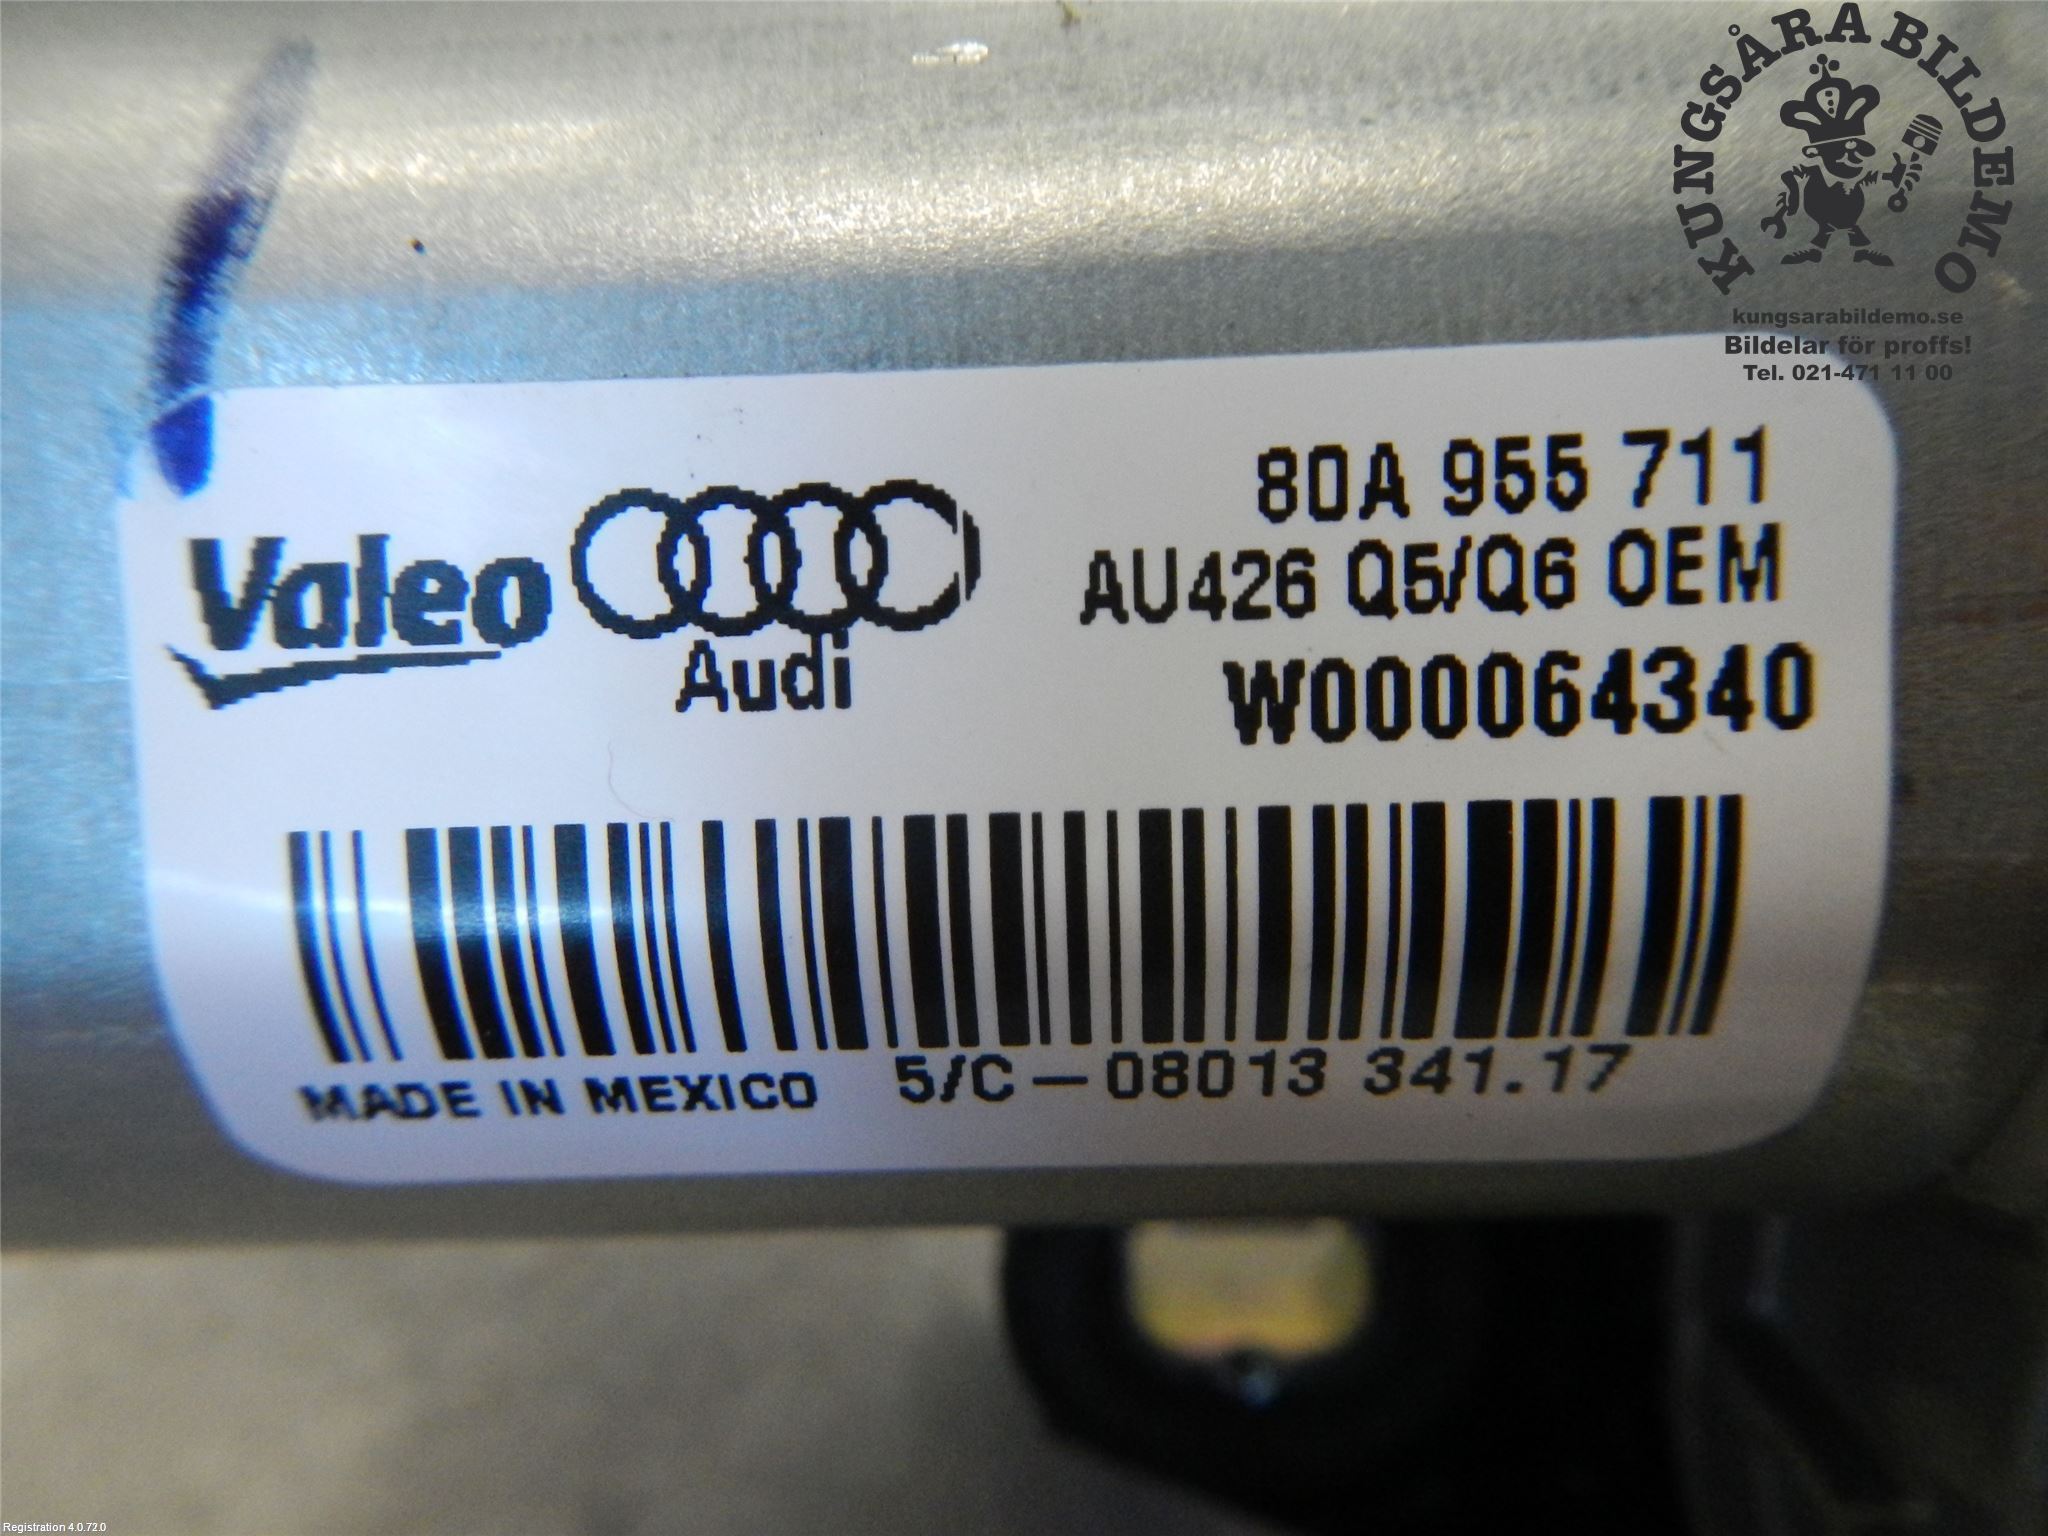 KUNGSÅRA BILDEMO
kungsarabildemo.se
Bildelar för proffs!
Tel. 021-471 11 00
80A 955 711
Valeo
AU426 Q5/Q6 OEM
Audi
W000064340
MADE IN MEXICO 5/C-08013 341.17
Registration 4.0.72.0